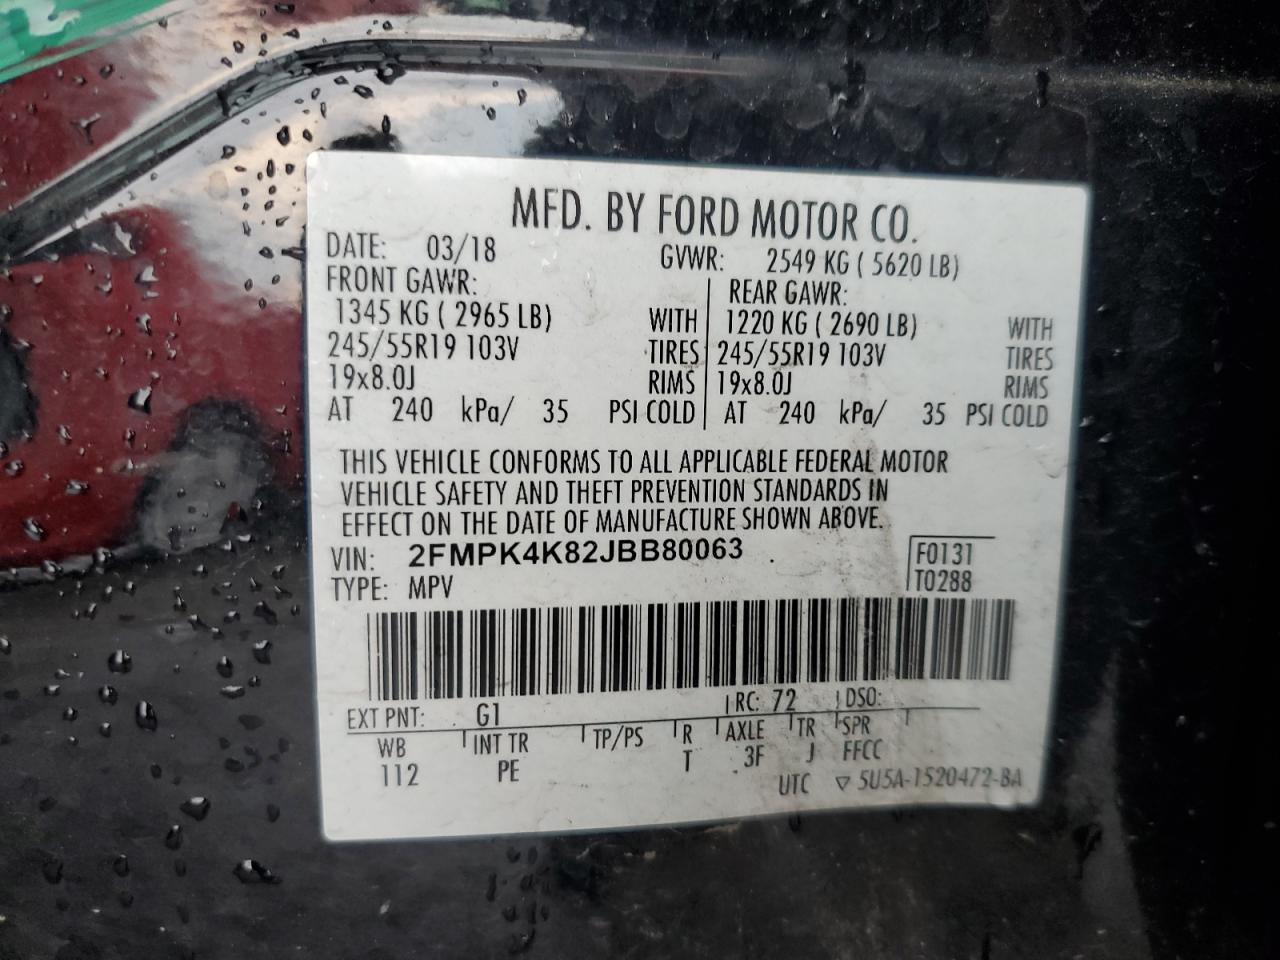 MFD. BY FORD MOTOR CO.
DATE: 03/18 GVWR: 2549 KG ( 5620 LB)
FRONT GAWR: REAR GAWR:
1345 KG ( 2965 LB) WITH 1220 KG ( 2690 LB) WITH
245/55R19 103V TIRES 245/55R19 103V TIRES
19x8.0J RIMS 19x8.0J RIMS
AT 240 kPa/ 35 PSI COLD AT 240 kPa/ 35 PSI COLD
THIS VEHICLE CONFORMS TO ALL APPLICABLE FEDERAL MOTOR
VEHICLE SAFETY AND THEFT PREVENTION STANDARDS IN
EFFECT ON THE DATE OF MANUFACTURE SHOWN ABOVE.
VIN: 2FMPK4K82JBB80063 F0131
TYPE: MPV T0288
EXT PNT: G1 RC: 72 DSO:
WB INT TR TP/PS R AXLE TR SPR
112 PE T 3F J FFCC
UTC ▽ 5U5A-1520472-BA